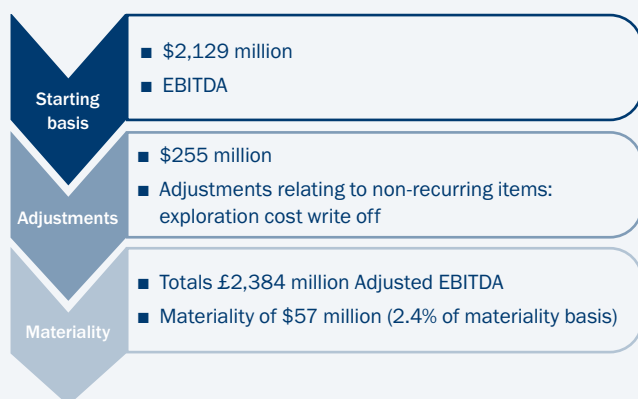 Starting
basis
■ $2,129 million
■ EBITDA
Adjustments
■ $255 million
■ Adjustments relating to non-recurring items:
exploration cost write off
Materiality
■ Totals £2,384 million Adjusted EBITDA
■ Materiality of $57 million (2.4% of materiality basis)